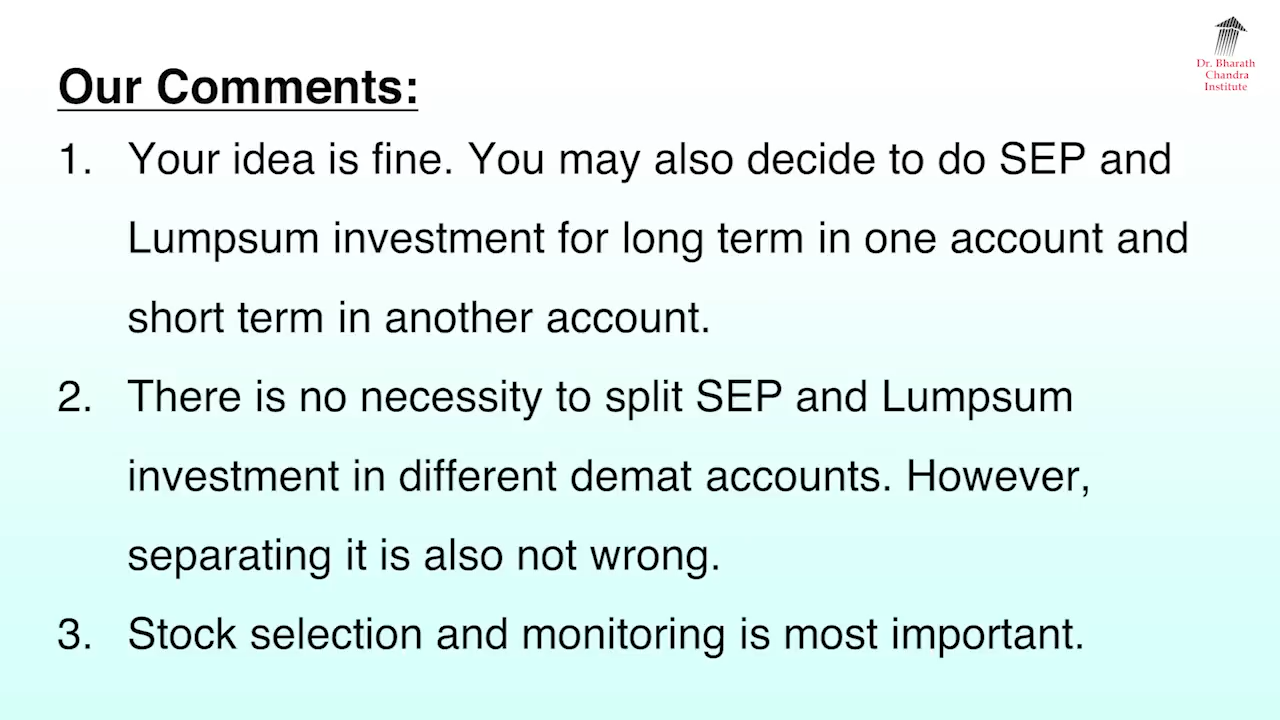 Dr. Bharath
Chandra
Institute
Our Comments:
1. Your idea is fine. You may also decide to do SEP and
Lumpsum investment for long term in one account and
short term in another account.
2. There is no necessity to split SEP and Lumpsum
investment in different demat accounts. However,
separating it is also not wrong.
3. Stock selection and monitoring is most important.